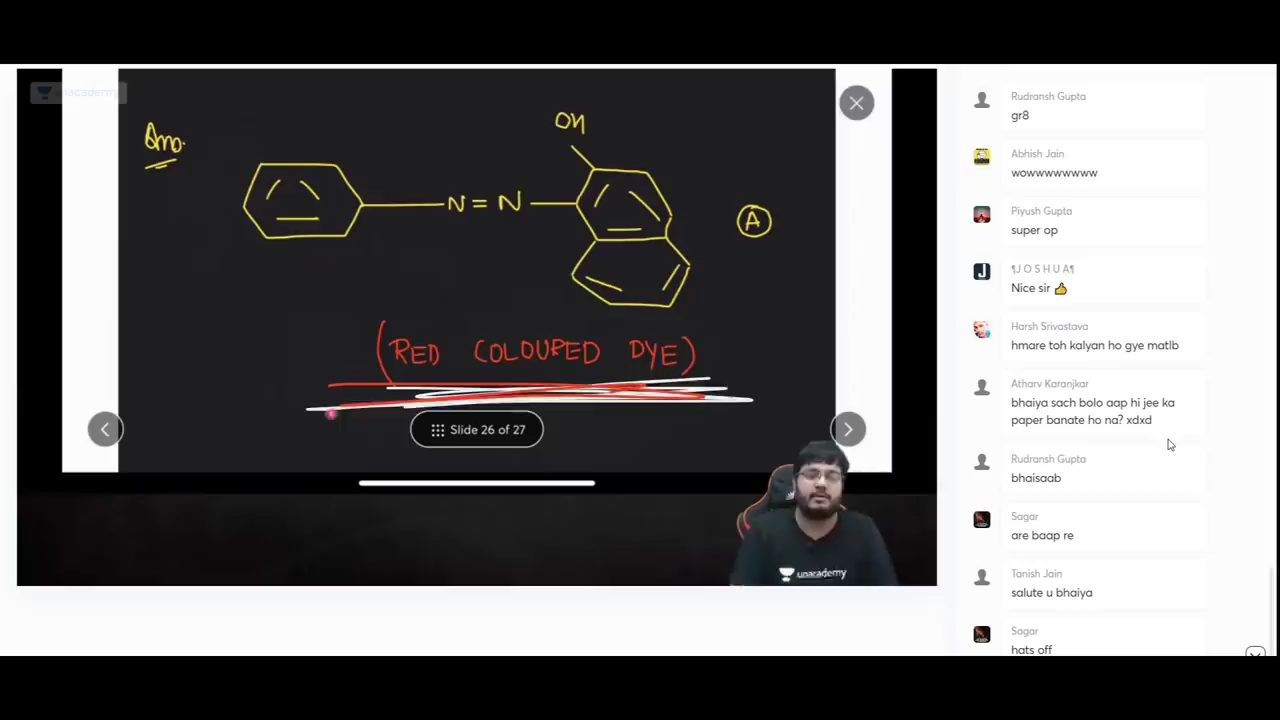 unacademy
Ans.
OH
N = N
A
(RED COLOURED DYE)
Slide 26 of 27
unacademy
Rudransh Gupta
gr8
Abhish Jain
wowwwwwwww
Piyush Gupta
super op
J
¶J O S H U A¶
Nice sir 👍
Harsh Srivastava
hmare toh kalyan ho gye matlb
Atharv Karanjkar
bhaiya sach bolo aap hi jee ka
paper banate ho na? xdxd
Rudransh Gupta
bhaisaab
Sagar
are baap re
Tanish Jain
salute u bhaiya
Sagar
hats off